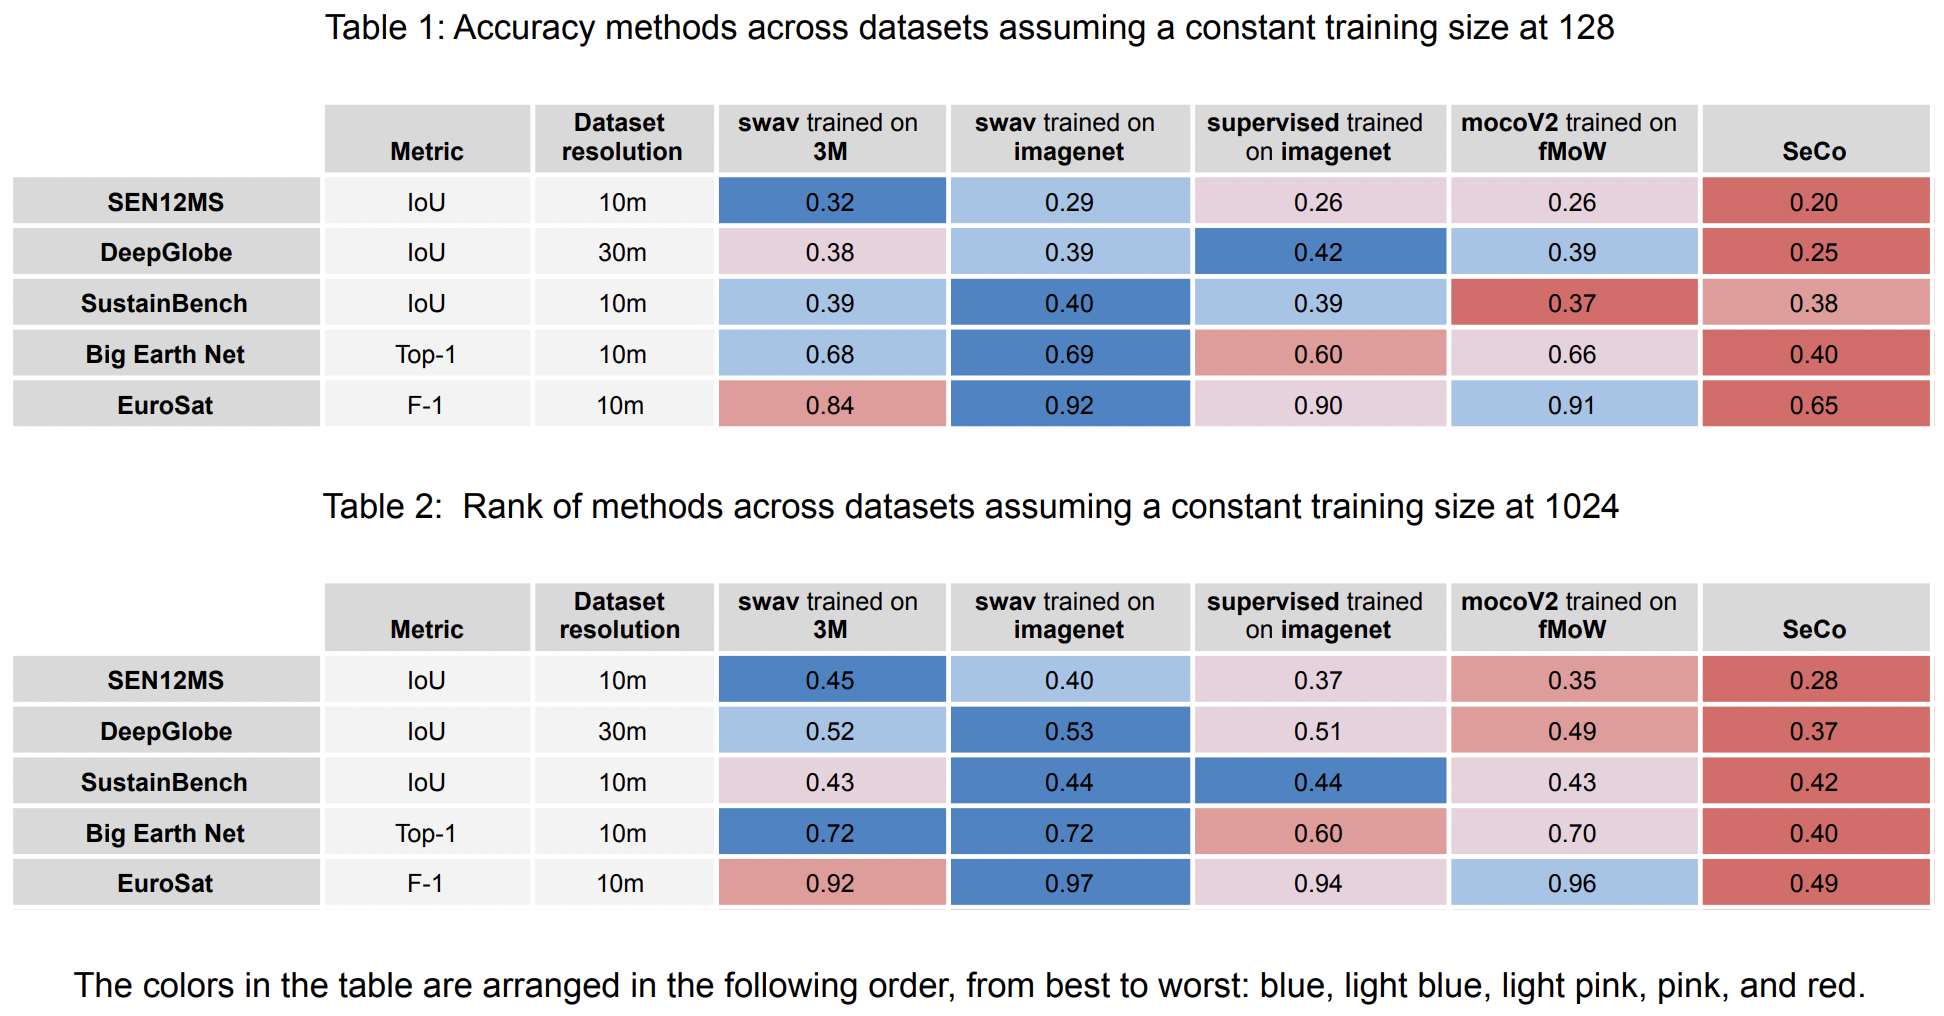 Table 1: Accuracy methods across datasets assuming a constant training size at 128
Metric Dataset resolution swav trained on 3M swav trained on imagenet supervised trained on imagenet mocoV2 trained on fMoW SeCo
SEN12MS IoU 10m 0.32 0.29 0.26 0.26 0.20
DeepGlobe IoU 30m 0.38 0.39 0.42 0.39 0.25
SustainBench IoU 10m 0.39 0.40 0.39 0.37 0.38
Big Earth Net Top-1 10m 0.68 0.69 0.60 0.66 0.40
EuroSat F-1 10m 0.84 0.92 0.90 0.91 0.65
Table 2: Rank of methods across datasets assuming a constant training size at 1024
Metric Dataset resolution swav trained on 3M swav trained on imagenet supervised trained on imagenet mocoV2 trained on fMoW SeCo
SEN12MS IoU 10m 0.45 0.40 0.37 0.35 0.28
DeepGlobe IoU 30m 0.52 0.53 0.51 0.49 0.37
SustainBench IoU 10m 0.43 0.44 0.44 0.43 0.42
Big Earth Net Top-1 10m 0.72 0.72 0.60 0.70 0.40
EuroSat F-1 10m 0.92 0.97 0.94 0.96 0.49
The colors in the table are arranged in the following order, from best to worst: blue, light blue, light pink, pink, and red.